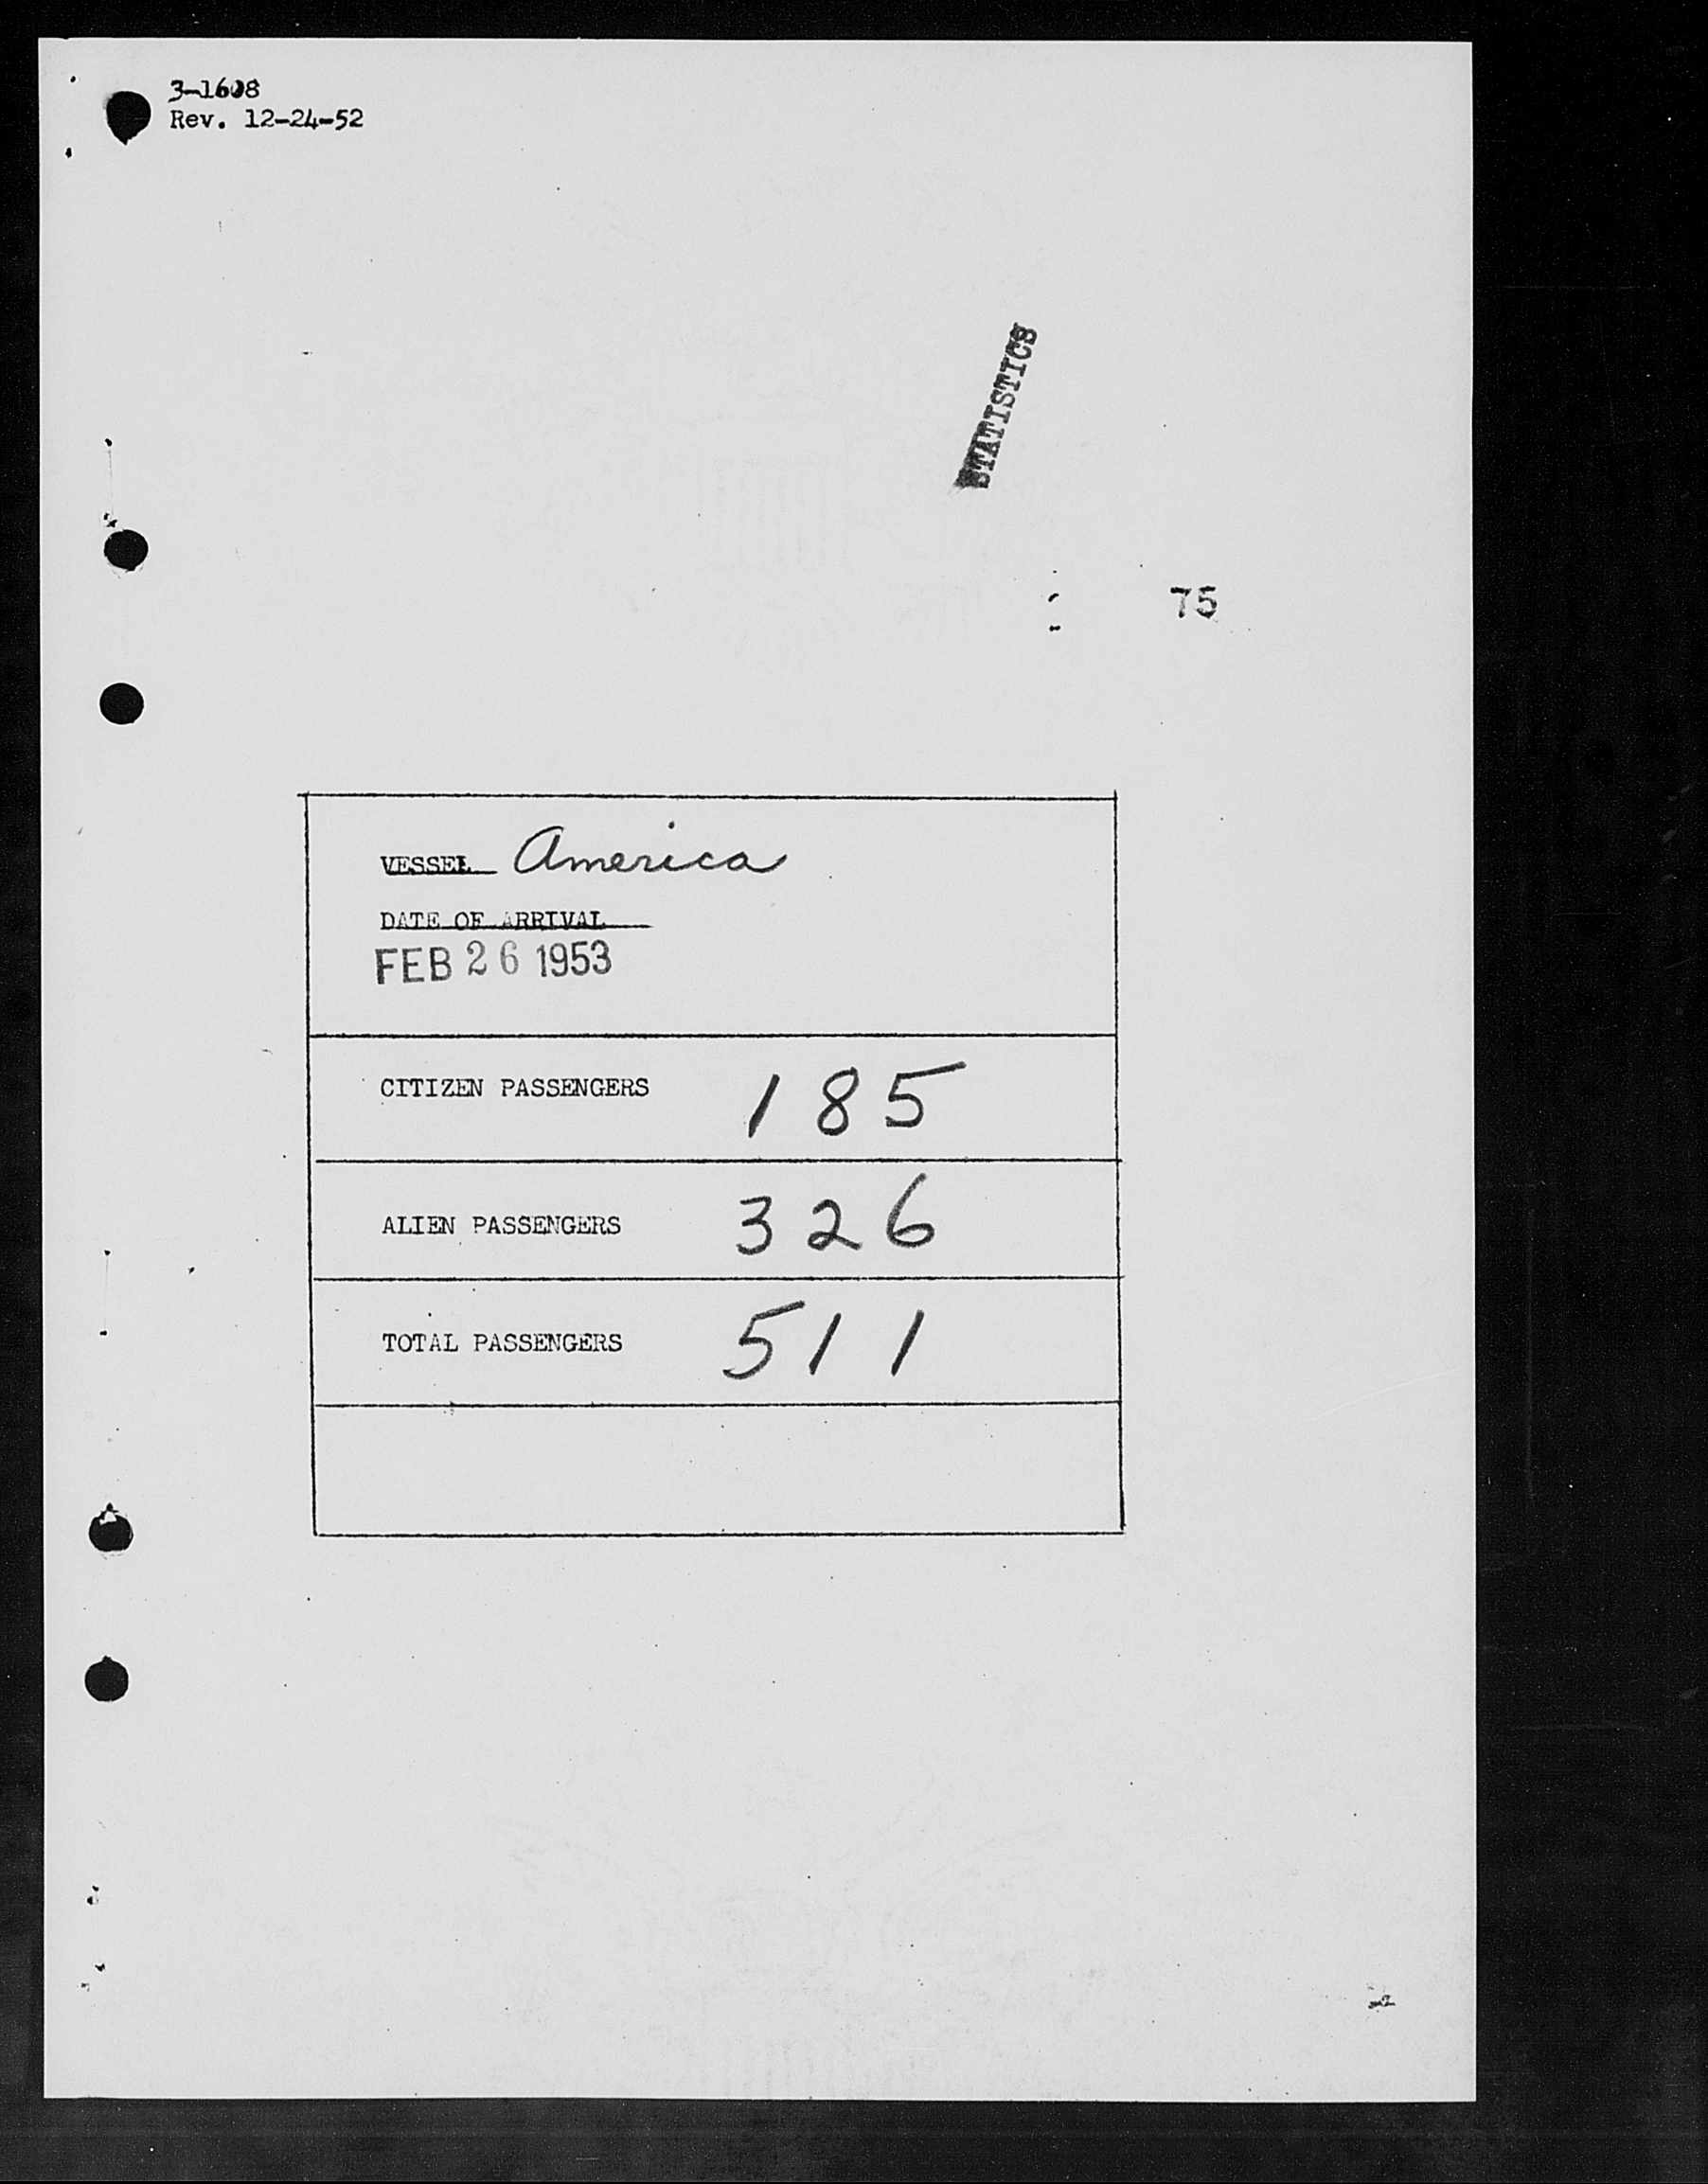 3-1608
Rev. 12-24-52
STATISTICS
75
VESSEL America
DATE OF ARRIVAL
FEB 26 1953
CITIZEN PASSENGERS 185
ALIEN PASSENGERS 326
TOTAL PASSENGERS 511